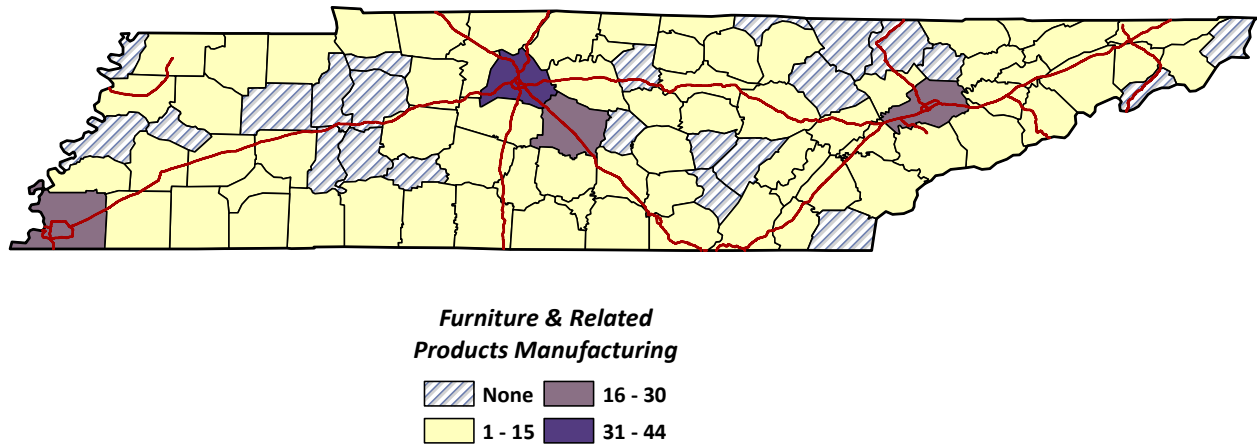 Furniture & Related
Products Manufacturing
None 16 - 30
1 - 15 31 - 44